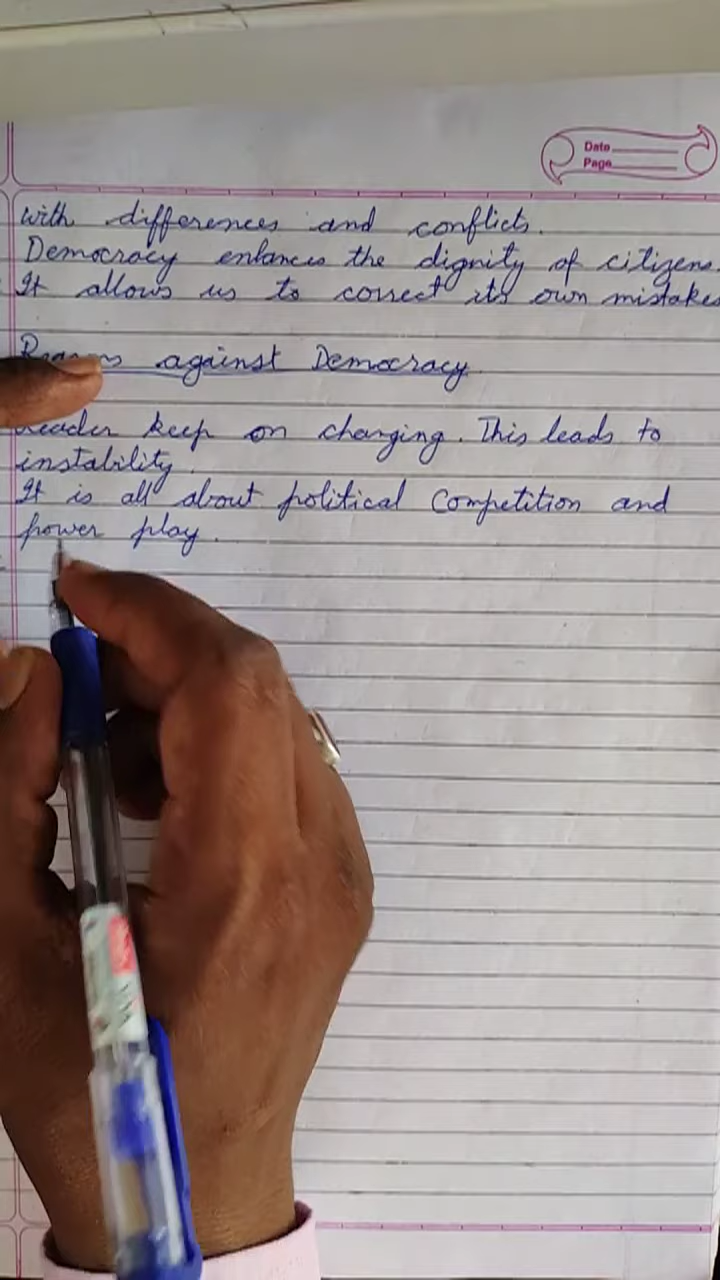 Date
Page
with differences and conflicts.
Democracy enhances the dignity of citizens.
It allows us to correct its own mistakes
Reasons against Democracy
Leader keep on changing. This leads to
instability.
It is all about political Competition and
power play.